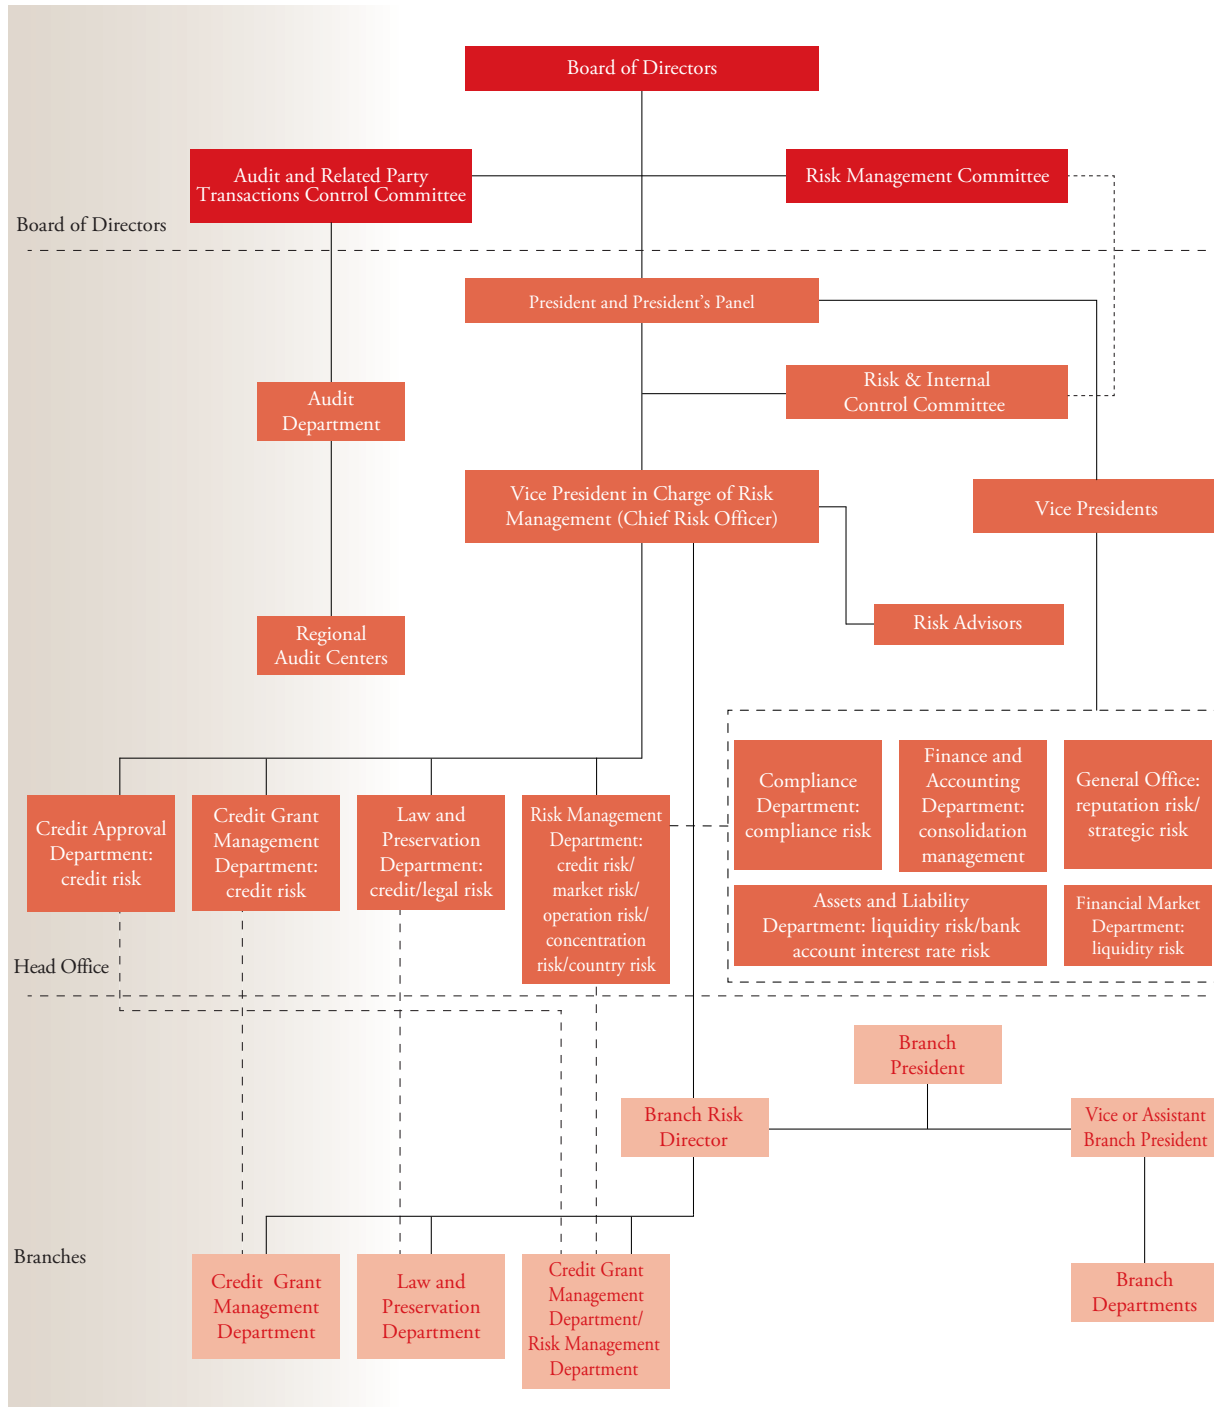 Board of Directors
Audit and Related Party
Transactions Control Committee
Risk Management Committee
Board of Directors
President and President's Panel
Risk & Internal
Control Committee
Audit
Department
Vice President in Charge of Risk
Management (Chief Risk Officer)
Vice Presidents
Risk Advisors
Regional
Audit Centers
Credit Approval
Department:
credit risk
Credit Grant
Management
Department:
credit risk
Law and
Preservation
Department:
credit/legal risk
Risk Management
Department:
credit risk/
market risk/
operation risk/
concentration
risk/country risk
Compliance
Department:
compliance risk
Finance and
Accounting
Department:
consolidation
management
General Office:
reputation risk/
strategic risk
Assets and Liability
Department: liquidity risk/bank
account interest rate risk
Financial Market
Department:
liquidity risk
Head Office
Branch
President
Branch Risk
Director
Vice or Assistant
Branch President
Branches
Credit Grant
Management
Department
Law and
Preservation
Department
Credit Grant
Management
Department/
Risk Management
Department
Branch
Departments